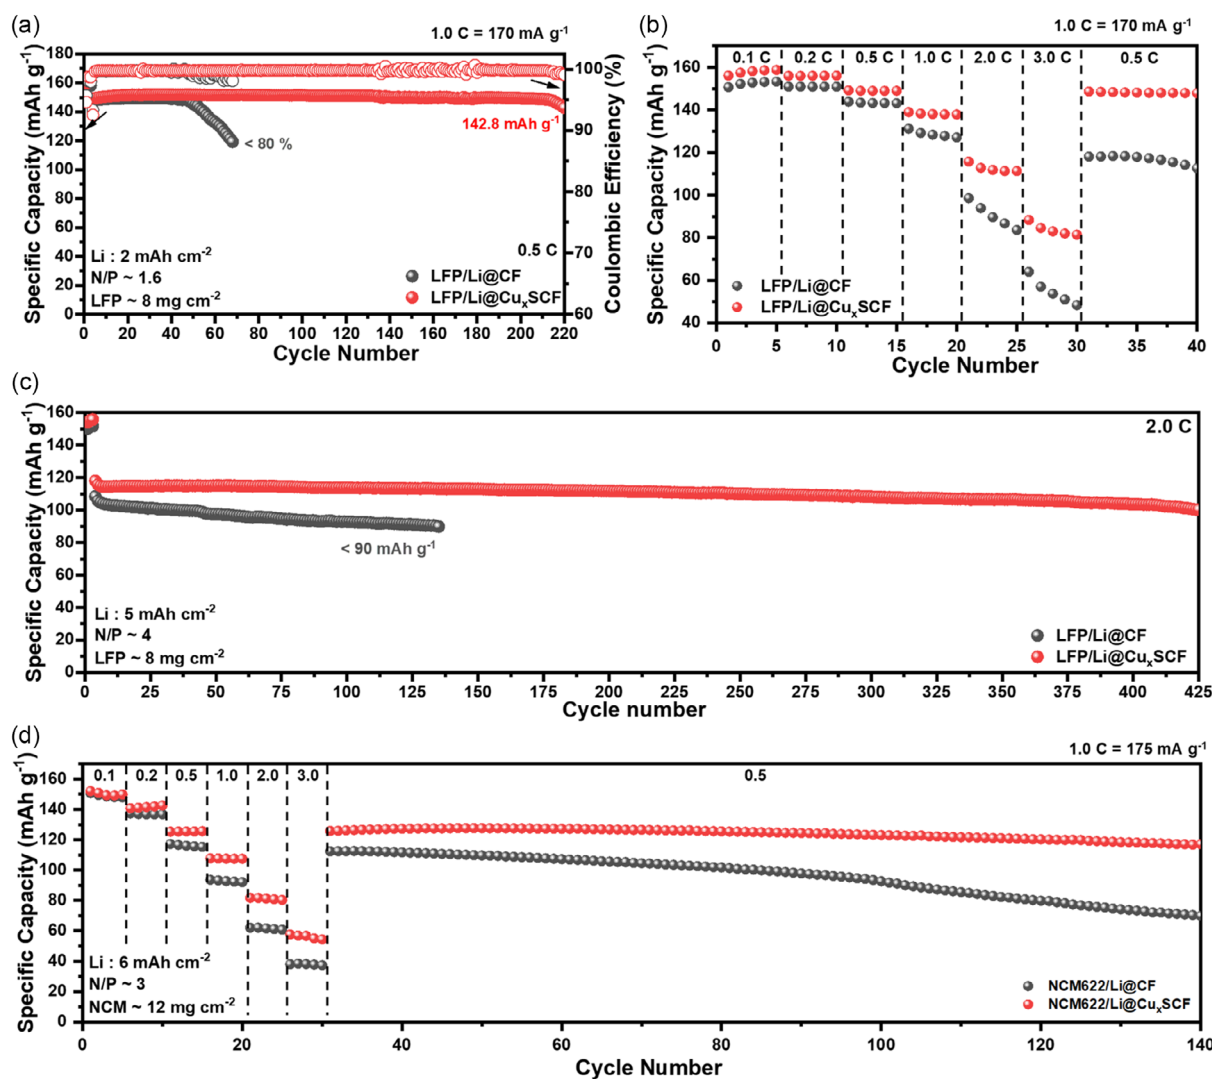 (a)
1.0 C = 170 mA g⁻¹
Specific Capacity (mAh g⁻¹)
180
160
140
120
100
80
60
40
20
0
< 80 %
142.8 mAh g⁻¹
Li : 2 mAh cm⁻²
N/P ~ 1.6
LFP ~ 8 mg cm⁻²
0.5 C
LFP/Li@CF
LFP/Li@CuₓSCF
100
95
90
85
80
75
70
65
60
Coulombic Efficiency (%)
0 20 40 60 80 100 120 140 160 180 200 220
Cycle Number
(b)
1.0 C = 170 mA g⁻¹
Specific Capacity (mAh g⁻¹)
160
140
120
100
80
60
40
0.1 C 0.2 C 0.5 C 1.0 C 2.0 C 3.0 C 0.5 C
LFP/Li@CF
LFP/Li@CuₓSCF
0 5 10 15 20 25 30 35 40
Cycle Number
(c)
Specific Capacity (mAh g⁻¹)
160
140
120
100
80
60
40
20
0
2.0 C
< 90 mAh g⁻¹
Li : 5 mAh cm⁻²
N/P ~ 4
LFP ~ 8 mg cm⁻²
LFP/Li@CF
LFP/Li@CuₓSCF
0 25 50 75 100 125 150 175 200 225 250 275 300 325 350 375 400 425
Cycle number
(d)
1.0 C = 175 mA g⁻¹
Specific Capacity (mAh g⁻¹)
160
140
120
100
80
60
40
20
0
0.1 0.2 0.5 1.0 2.0 3.0 0.5
Li : 6 mAh cm⁻²
N/P ~ 3
NCM ~ 12 mg cm⁻²
NCM622/Li@CF
NCM622/Li@CuₓSCF
0 20 40 60 80 100 120 140
Cycle Number